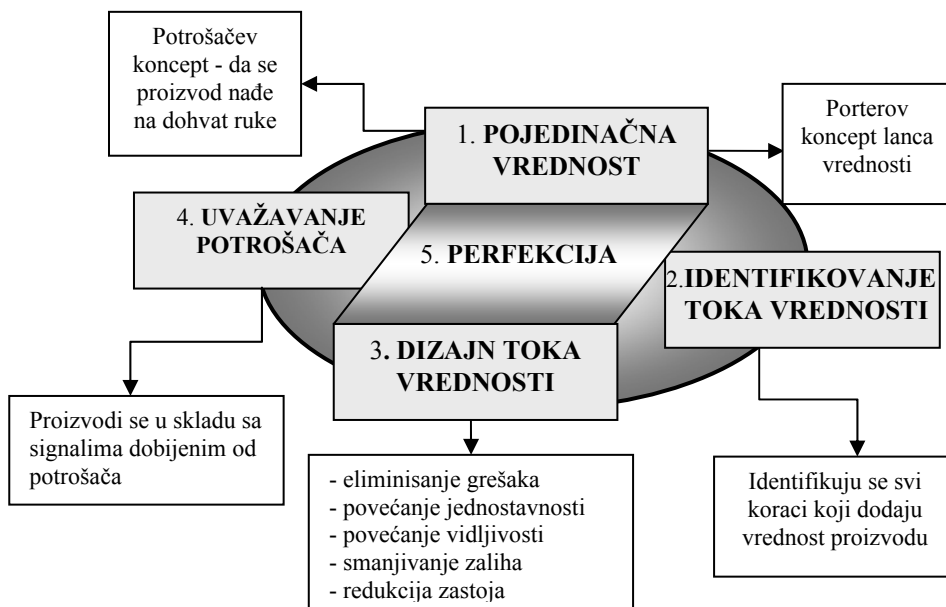 Potrošačev
koncept - da se
proizvod nađe
na dohvat ruke
1. POJEDINAČNA
VREDNOST
Porterov
koncept lanca
vrednosti
4. UVAŽAVANJE
POTROŠAČA
5. PERFEKCIJA
2.IDENTIFIKOVANJE
TOKA VREDNOSTI
3. DIZAJN TOKA
VREDNOSTI
Proizvodi se u skladu sa
signalima dobijenim od
potrošača
- eliminisanje grešaka
- povećanje jednostavnosti
- povećanje vidljivosti
- smanjivanje zaliha
- redukcija zastoja
Identifikuju se svi
koraci koji dodaju
vrednost proizvodu